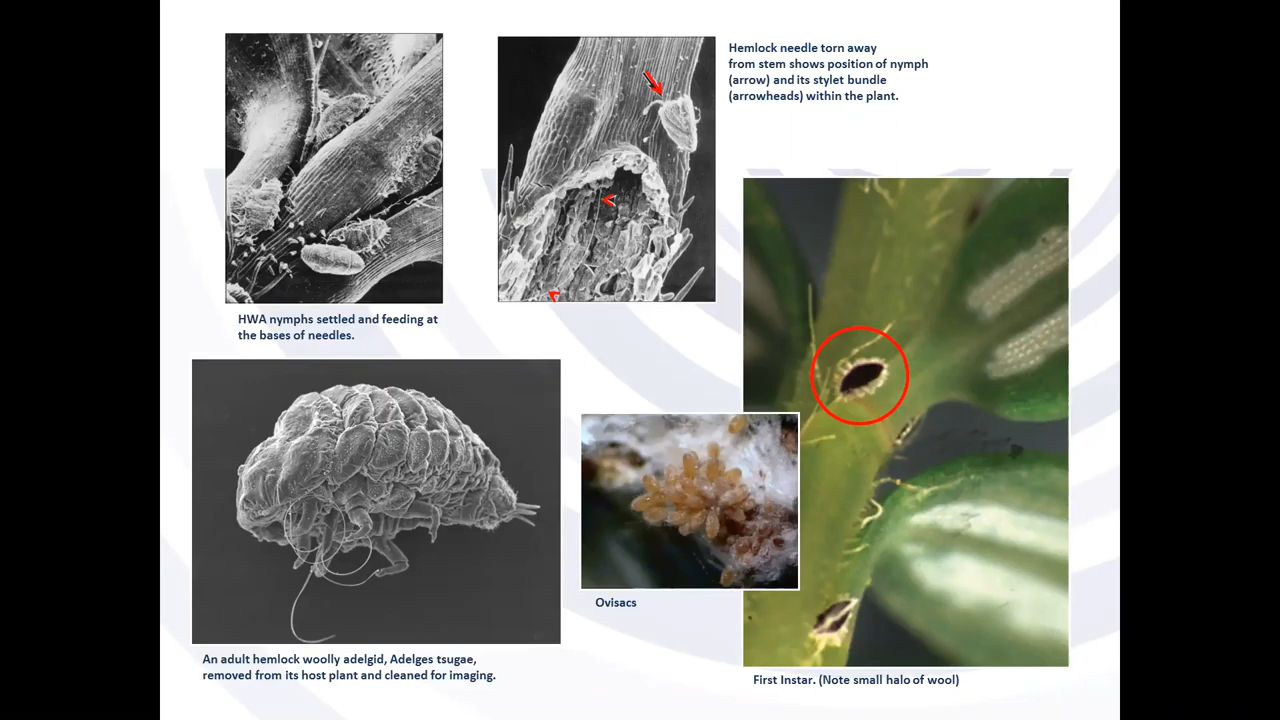 Hemlock needle torn away
from stem shows position of nymph
(arrow) and its stylet bundle
(arrowheads) within the plant.
HWA nymphs settled and feeding at
the bases of needles.
Ovisacs
An adult hemlock woolly adelgid, Adelges tsugae,
removed from its host plant and cleaned for imaging.
First Instar. (Note small halo of wool)